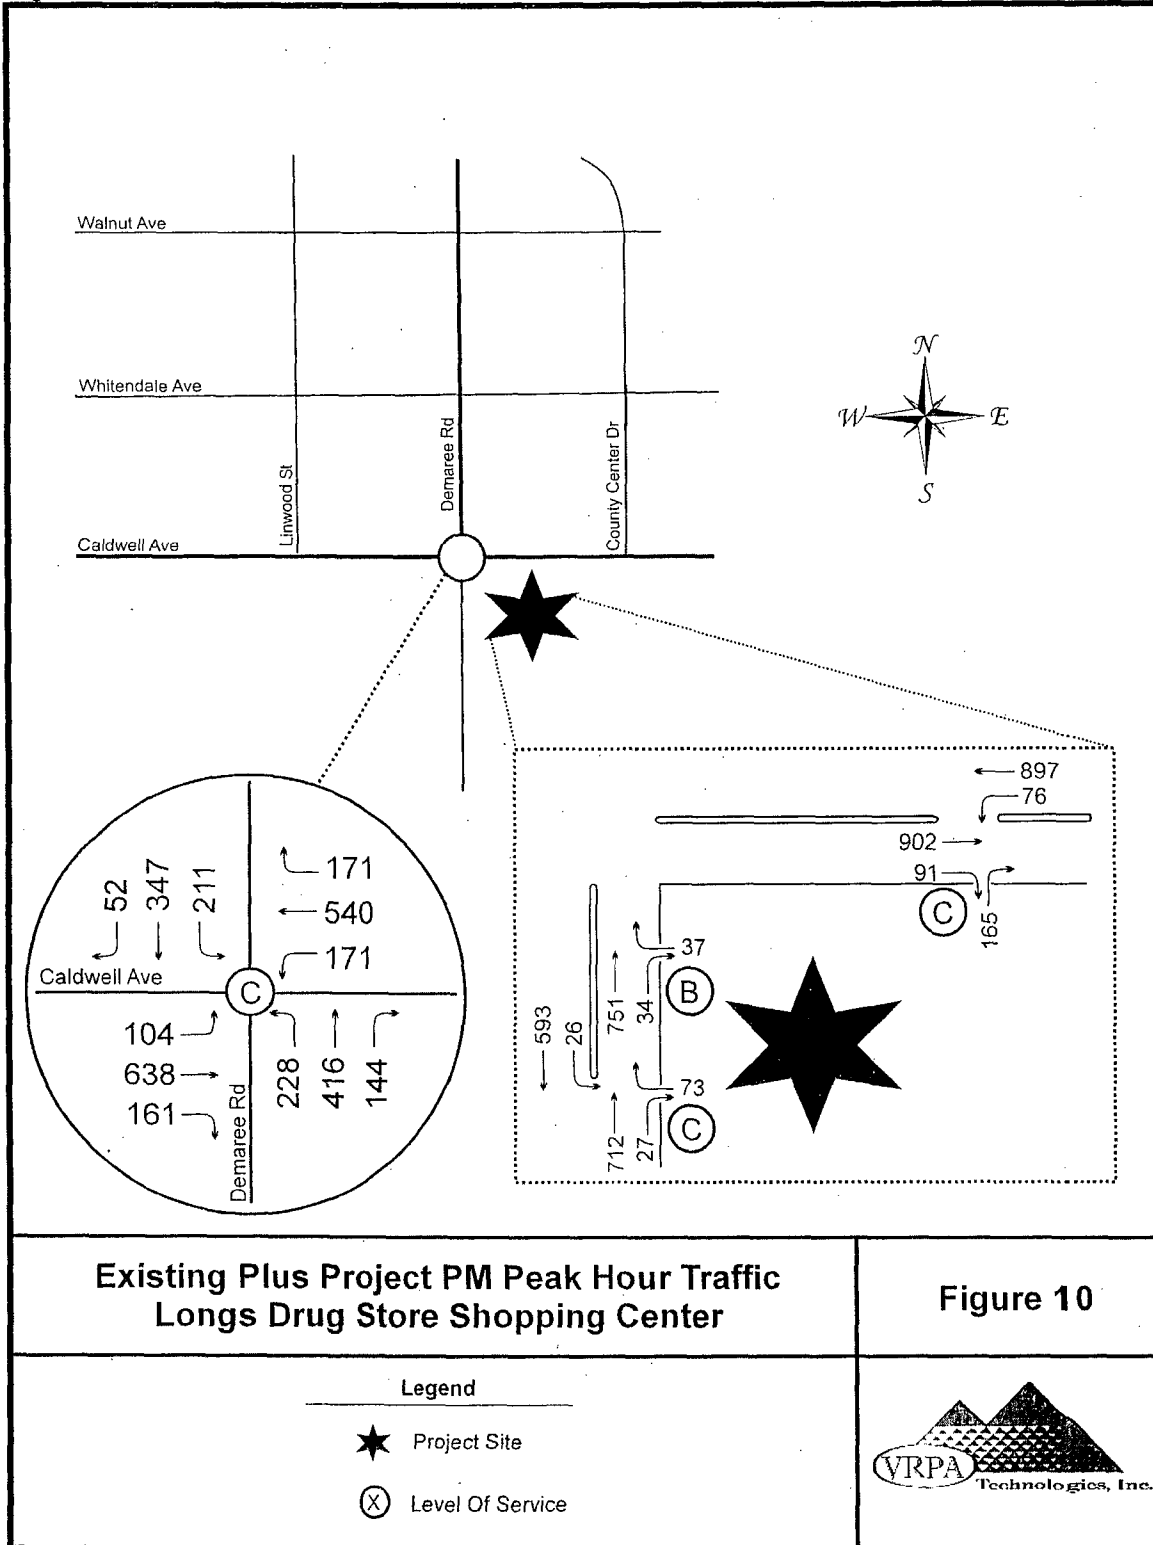 Walnut Ave
Whitendale Ave
Caldwell Ave
Linwood St
Demaree Rd
County Center Dr
N
W
E
S
897
76
902
91
C
165
37
B
751
34
593
26
73
C
712
27
52
347
211
171
540
171
Caldwell Ave
C
104
638
161
228
416
144
Demaree Rd
Existing Plus Project PM Peak Hour Traffic
Longs Drug Store Shopping Center
Figure 10
Legend
Project Site
X Level Of Service
VRPA
Technologies, Inc.